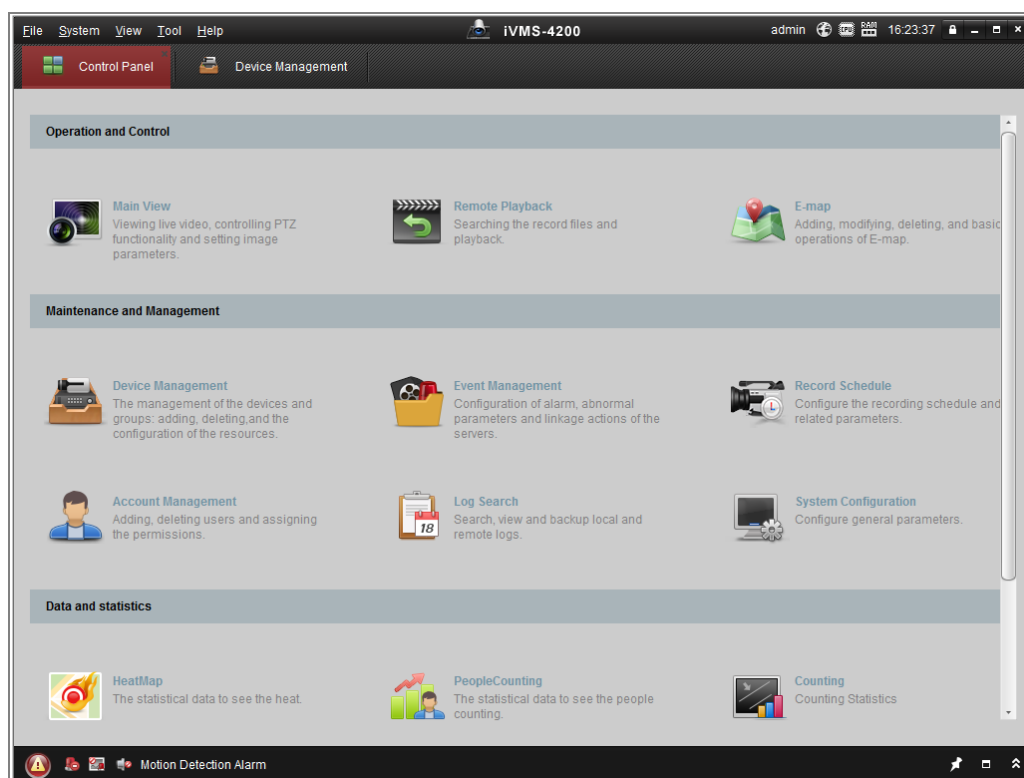 File System View Tool Help iVMS-4200 admin CPU RAM 16:23:37
Control Panel Device Management
Operation and Control
Main View
Viewing live video, controlling PTZ
functionality and setting image
parameters.
Remote Playback
Searching the record files and
playback.
E-map
Adding, modifying, deleting, and basic
operations of E-map.
Maintenance and Management
Device Management
The management of the devices and
groups: adding, deleting,and the
configuration of the resources.
Event Management
Configuration of alarm, abnormal
parameters and linkage actions of the
servers.
Record Schedule
Configure the recording schedule and
related parameters.
Account Management
Adding, deleting users and assigning
the permissions.
Log Search
Search, view and backup local and
remote logs.
18
System Configuration
Configure general parameters.
Data and statistics
HeatMap
The statistical data to see the heat.
PeopleCounting
The statistical data to see the people
counting.
Counting
Counting Statistics
Motion Detection Alarm